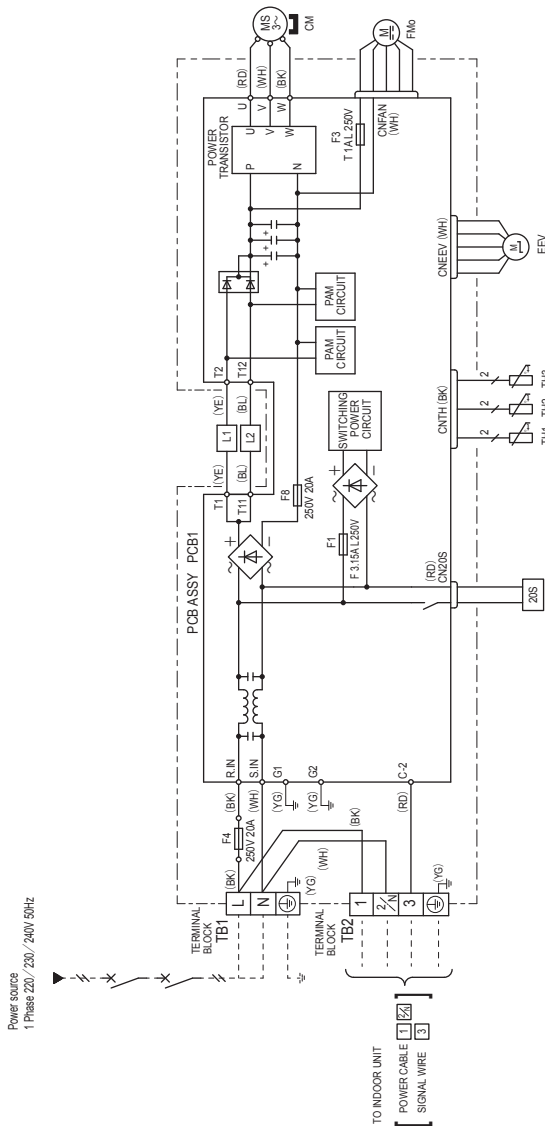 MS
3~
CM
M
FMo
(RD)
(WH)
(BK)
U
V
W
U
V
W
POWER
TRANSISTOR
P
N
F3
T 1AL 250V
CNFAN
(WH)
+
+
+
CNEEV (WH)
M
EEV
PAM
CIRCUIT
PAM
CIRCUIT
T2
T12
(YE)
(BL)
L1
L2
(YE)
(BL)
T1
T11
SWITCHING
POWER
CIRCUIT
CNTH (BK)
2
2
2
F8
250V 20A
F1
F 3.15A L 250V
PCB ASSY PCB1
+
−
~
~
+
−
~
~
(RD)
CN20S
20S
R.IN
S.IN
G1
G2
C-2
(BK)
(WH)
(YG)
(YG)
(RD)
F4
250V 20A
(BK)
(BK)
(WH)
(YG)
(YG)
TERMINAL
BLOCK
TB1
L
N
TERMINAL
BLOCK
TB2
1
2/N
3
Power source
1 Phase 220/230/240V 50Hz
TO INDOOR UNIT
POWER CABLE 1 2/N
SIGNAL WIRE 3